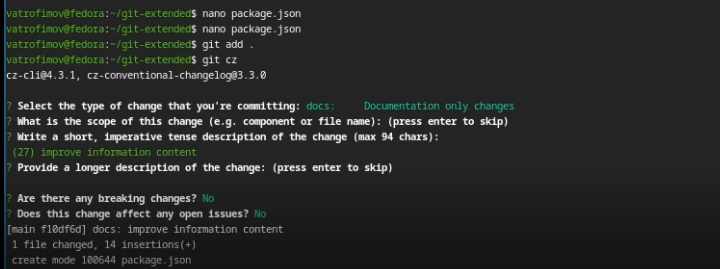 vatrofimov@fedora:~/git-extended$ nano package.json
vatrofimov@fedora:~/git-extended$ nano package.json
vatrofimov@fedora:~/git-extended$ git add .
vatrofimov@fedora:~/git-extended$ git cz
cz-cli@4.3.1, cz-conventional-changelog@3.3.0
? Select the type of change that you're committing: docs:     Documentation only changes
? What is the scope of this change (e.g. component or file name): (press enter to skip)
? Write a short, imperative tense description of the change (max 94 chars):
(27) improve information content
? Provide a longer description of the change: (press enter to skip)
? Are there any breaking changes? No
? Does this change affect any open issues? No
[main f10df6d] docs: improve information content
1 file changed, 14 insertions(+)
create mode 100644 package.json